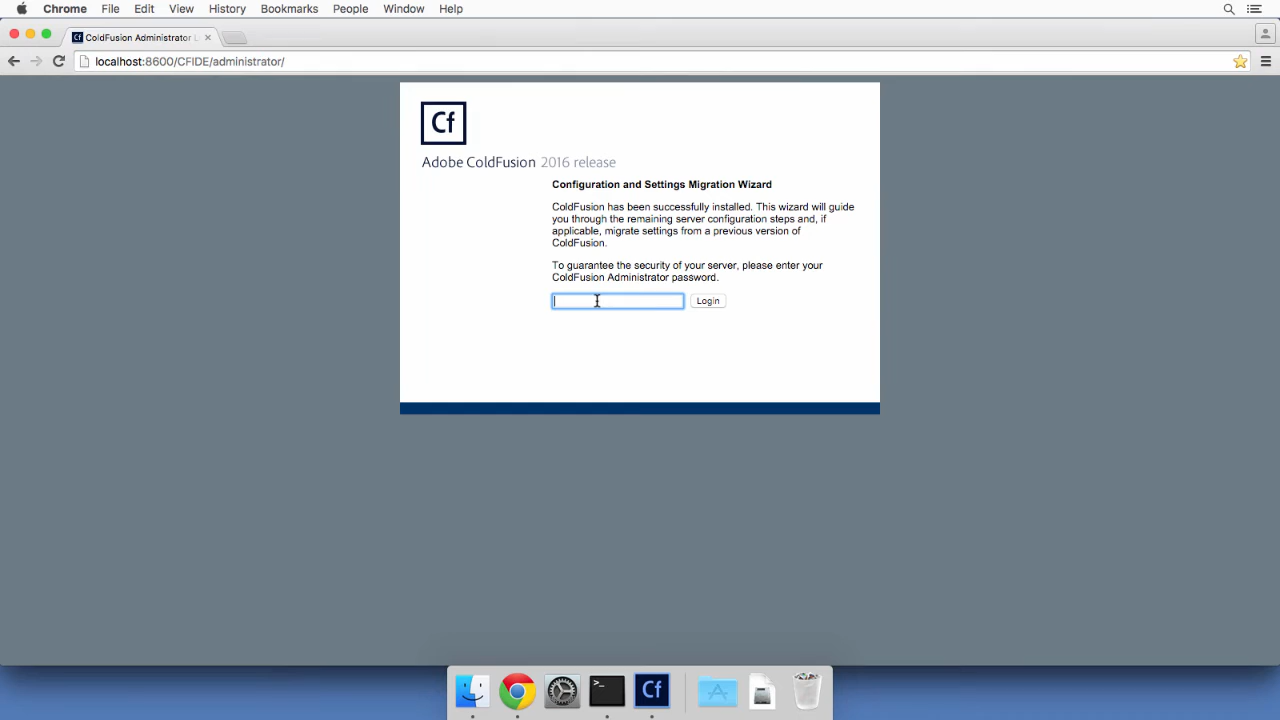 Chrome File Edit View History Bookmarks People Window Help
ColdFusion Administrator
localhost:8600/CFIDE/administrator/
Cf
Adobe ColdFusion 2016 release
Configuration and Settings Migration Wizard
ColdFusion has been successfully installed. This wizard will guide
you through the remaining server configuration steps and, if
applicable, migrate settings from a previous version of
ColdFusion.
To guarantee the security of your server, please enter your
ColdFusion Administrator password.
Login
>_ Cf